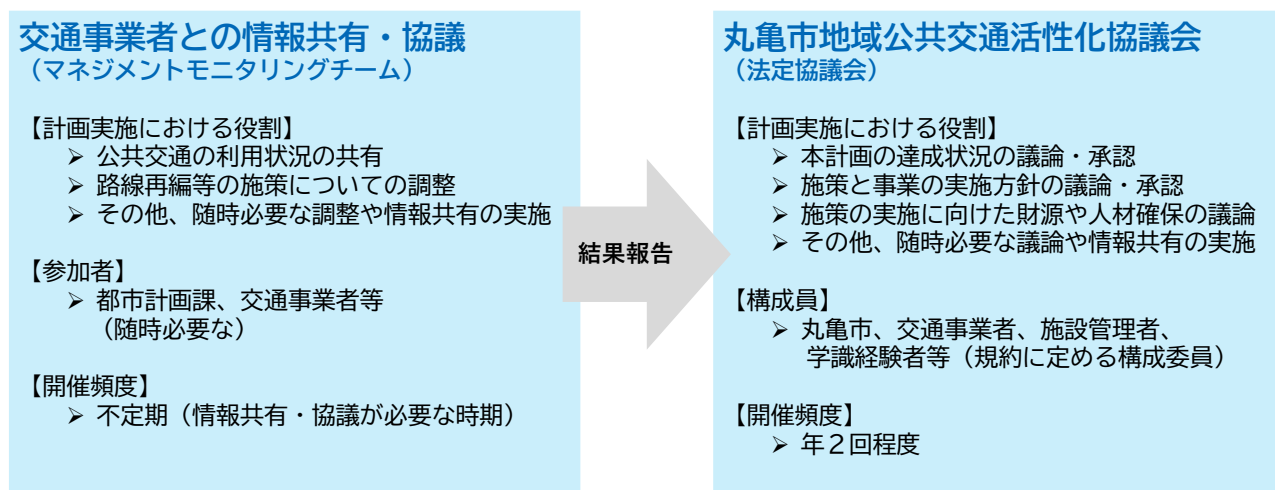 交通事業者との情報共有・協議
（マネジメントモニタリングチーム）
【計画実施における役割】
➢ 公共交通の利用状況の共有
➢ 路線再編等の施策についての調整
➢ その他、随時必要な調整や情報共有の実施
【参加者】
➢ 都市計画課、交通事業者等
（随時必要な）
【開催頻度】
➢ 不定期（情報共有・協議が必要な時期）
結果報告
丸亀市地域公共交通活性化協議会
（法定協議会）
【計画実施における役割】
➢ 本計画の達成状況の議論・承認
➢ 施策と事業の実施方針の議論・承認
➢ 施策の実施に向けた財源や人材確保の議論
➢ その他、随時必要な議論や情報共有の実施
【構成員】
➢ 丸亀市、交通事業者、施設管理者、
学識経験者等（規約に定める構成委員）
【開催頻度】
➢ 年２回程度